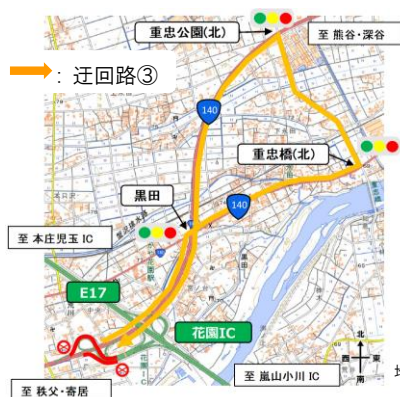 重忠公園(北)
至 熊谷・深谷
: 迂回路③
140
重忠橋(北)
黒田
140
至 本庄児玉 IC
E17
花園IC
北
西 東
南
至 嵐山小川 IC
至 秩父・寄居